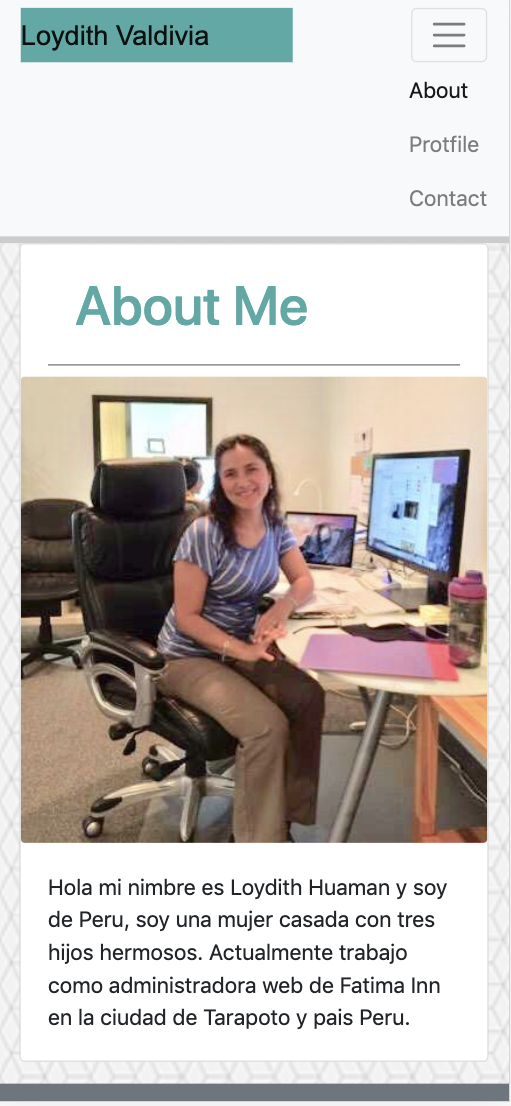 Loydith Valdivia
About
Protfile
Contact
About Me
Hola mi nimbre es Loydith Huaman y soy
de Peru, soy una mujer casada con tres
hijos hermosos. Actualmente trabajo
como administradora web de Fatima Inn
en la ciudad de Tarapoto y pais Peru.